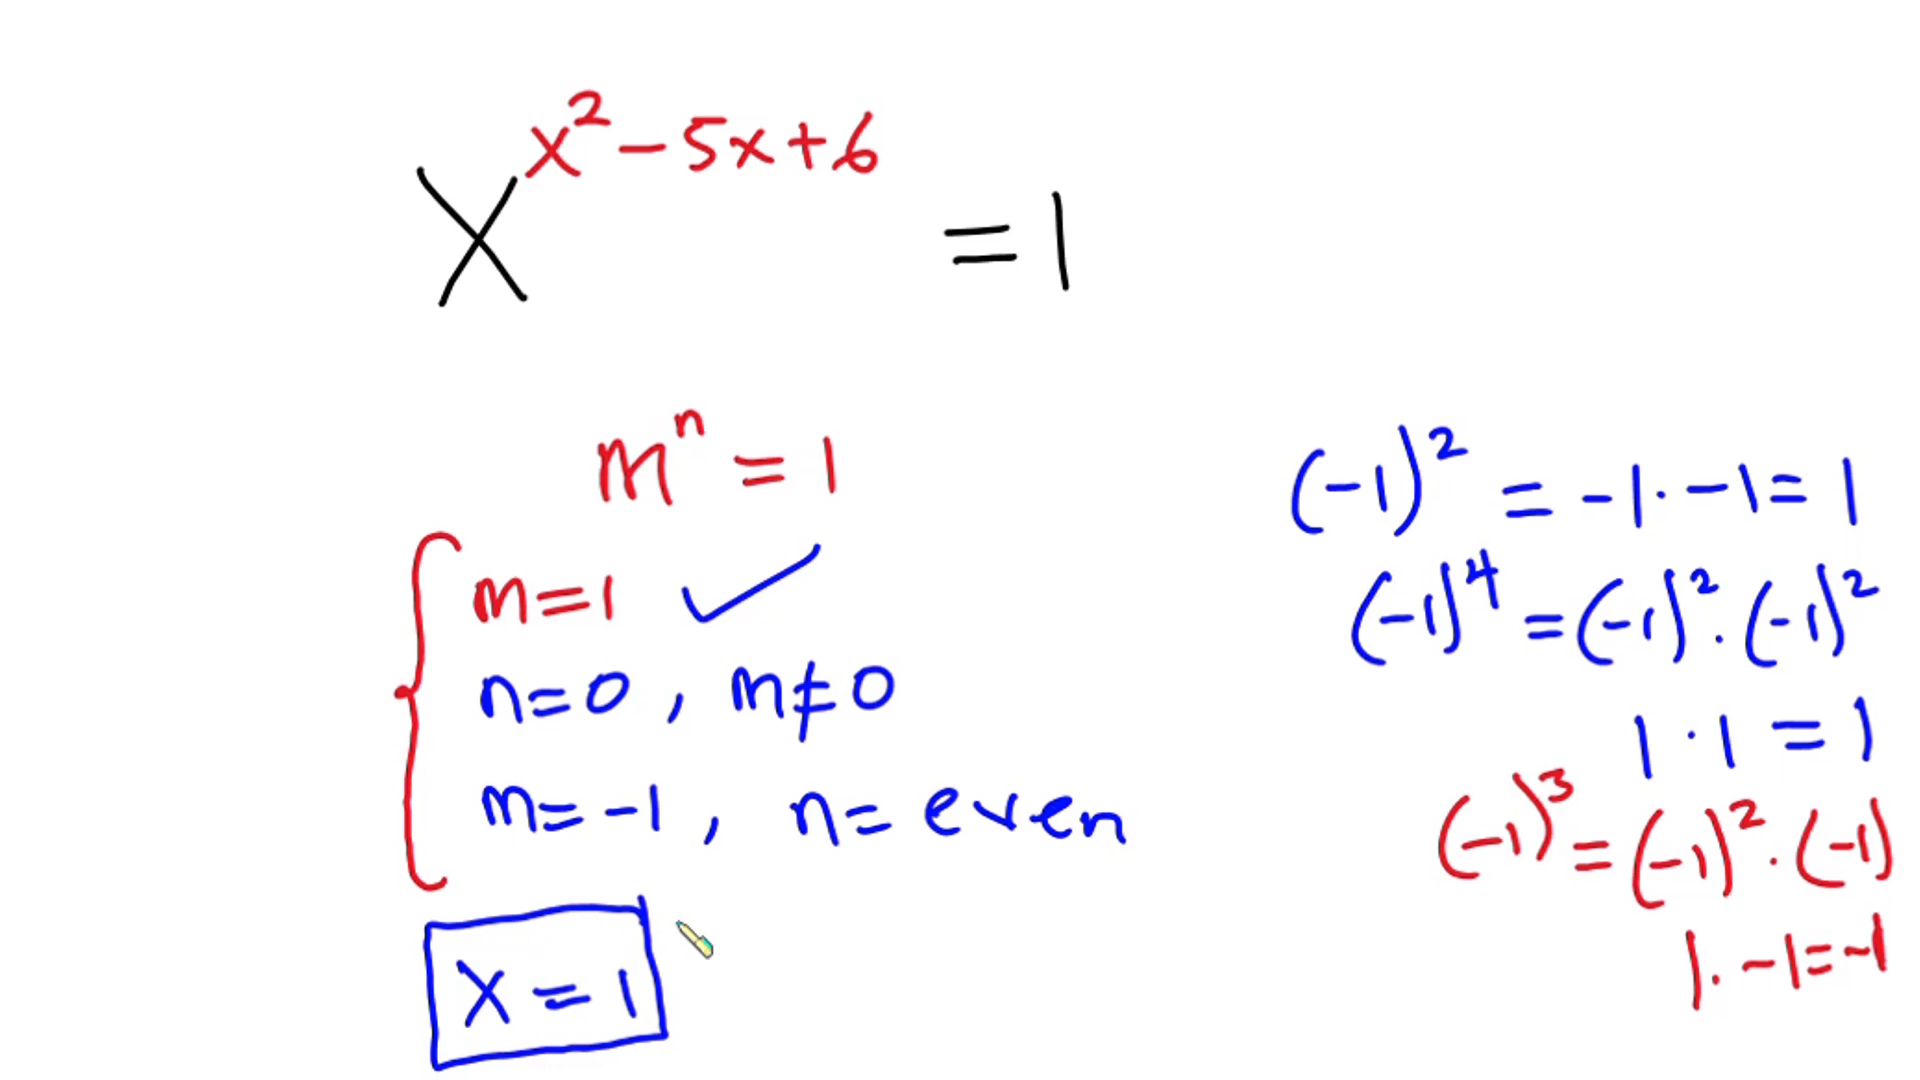 x^{x²-5x+6} = 1
mⁿ = 1
m=1 ✓
n=0 , m≠0
m=-1 , n= even
x = 1
(-1)² = -1·-1= 1
(-1)⁴ =(-1)²·(-1)²
1·1 = 1
(-1)³ =(-1)²·(-1)
1·-1=-1